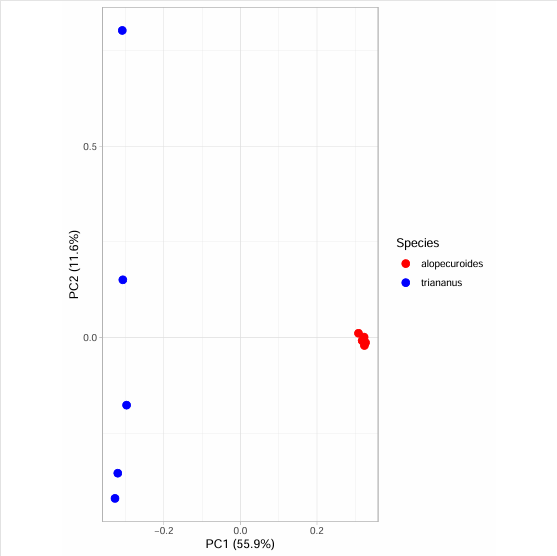 0.5
0.0
PC2 (11.6%)
−0.2
0.0
0.2
PC1 (55.9%)
Species
alopecuroides
triananus